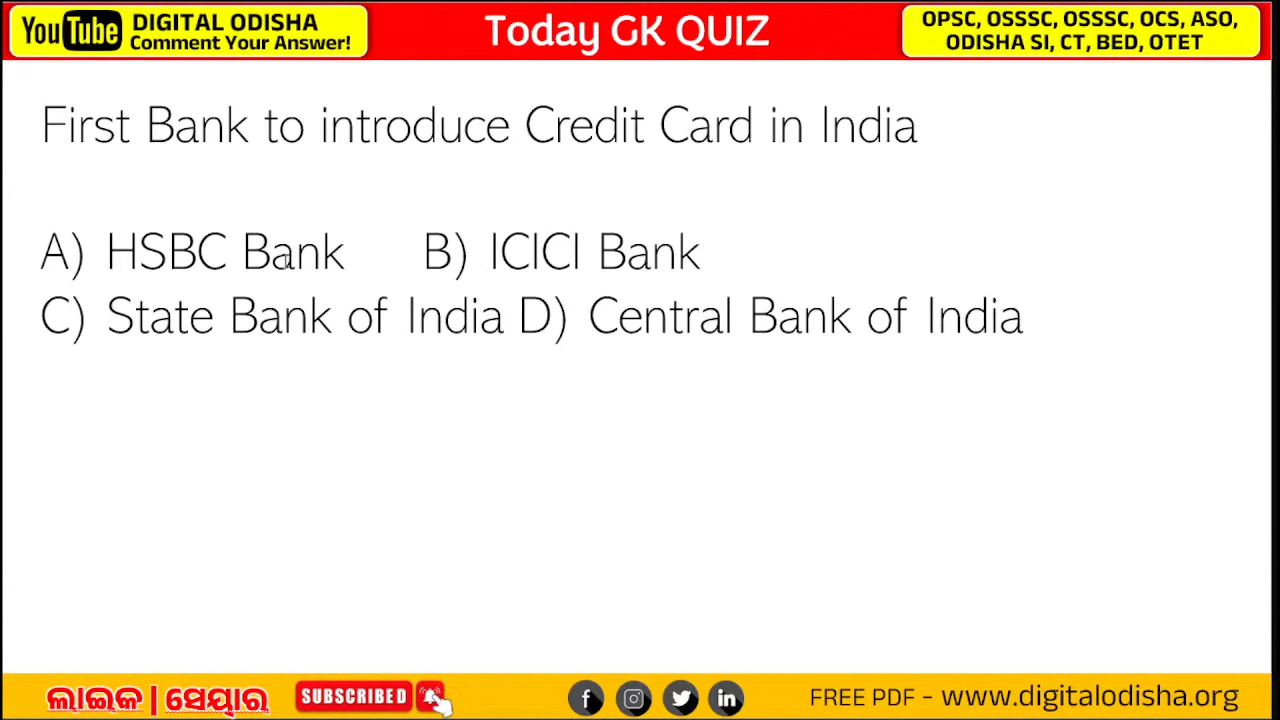 YouTube DIGITAL ODISHA
Comment Your Answer!
Today GK QUIZ
OPSC, OSSSC, OSSSC, OCS, ASO,
ODISHA SI, CT, BED, OTET
First Bank to introduce Credit Card in India
A) HSBC Bank B) ICICI Bank
C) State Bank of India D) Central Bank of India
ଲାଇକ | ସେୟାର
SUBSCRIBED
FREE PDF - www.digitalodisha.org